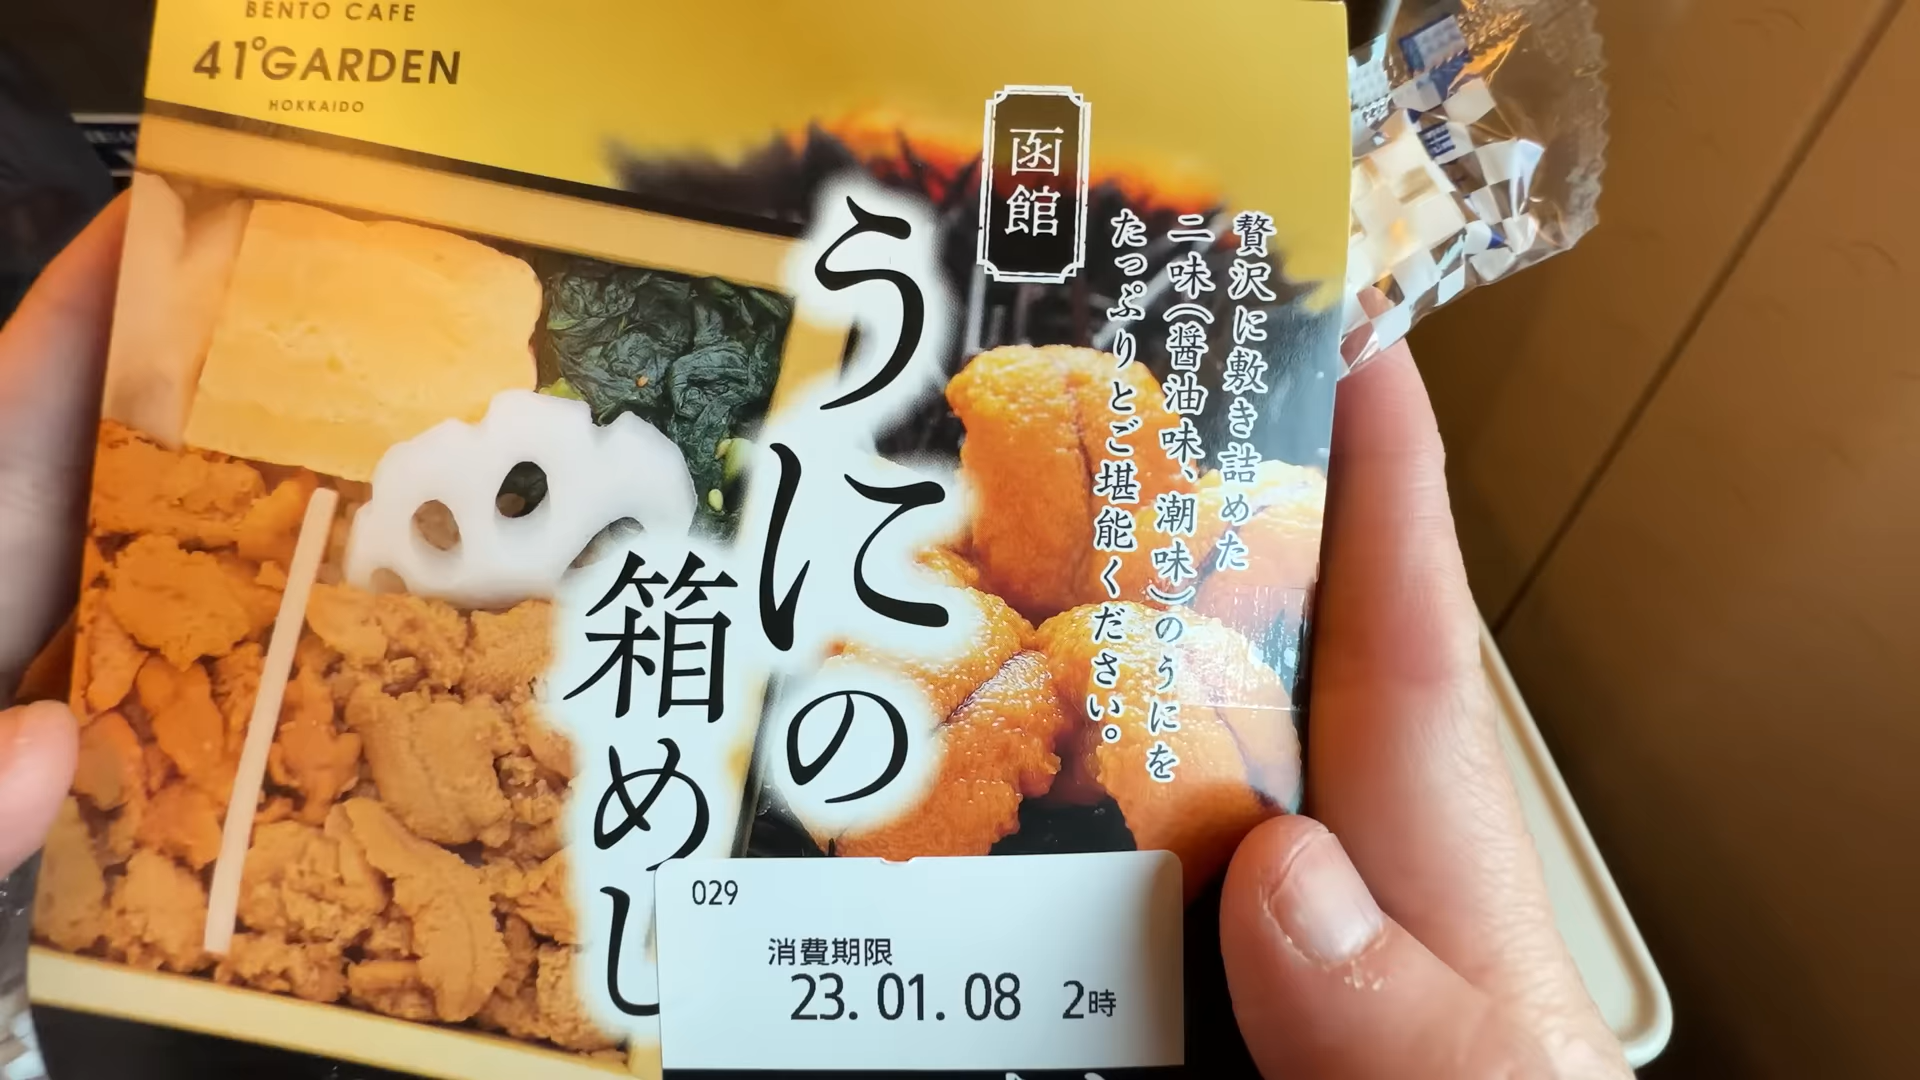 BENTO CAFE
41°GARDEN
HOKKAIDO
函館
うにの
箱めし
贅沢に敷き詰めた
二味(醤油味、潮味)のうにを
たっぷりとご堪能ください。
029
消費期限
23.01.08 2時